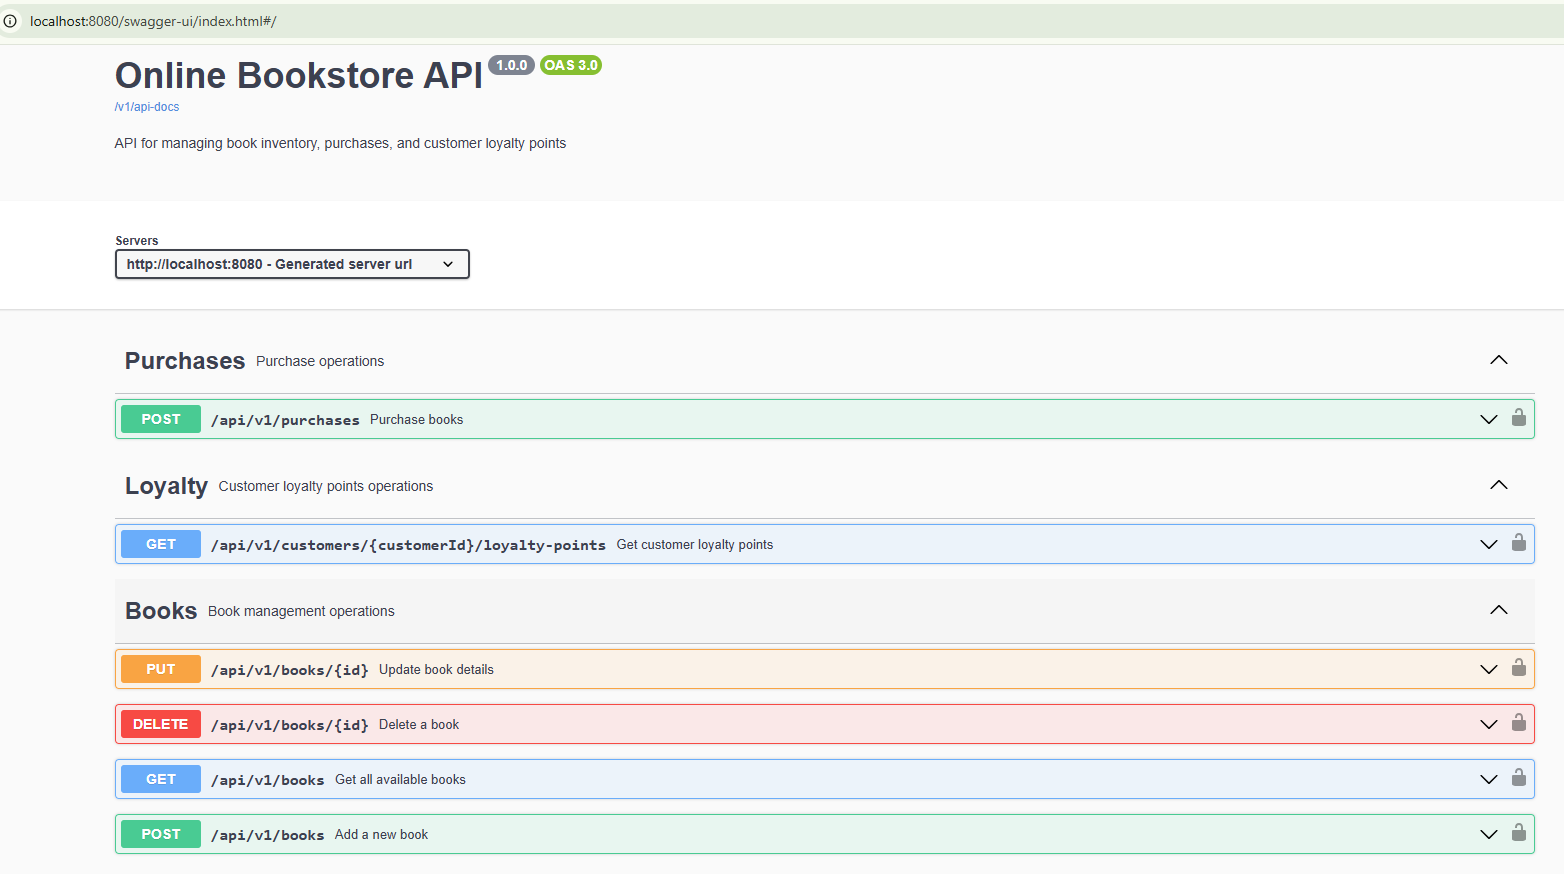 localhost:8080/swagger-ui/index.html#/
Online Bookstore API 1.0.0 OAS 3.0
/v1/api-docs
API for managing book inventory, purchases, and customer loyalty points
Servers
http://localhost:8080 - Generated server url
Purchases Purchase operations
POST /api/v1/purchases Purchase books
Loyalty Customer loyalty points operations
GET /api/v1/customers/{customerId}/loyalty-points Get customer loyalty points
Books Book management operations
PUT /api/v1/books/{id} Update book details
DELETE /api/v1/books/{id} Delete a book
GET /api/v1/books Get all available books
POST /api/v1/books Add a new book